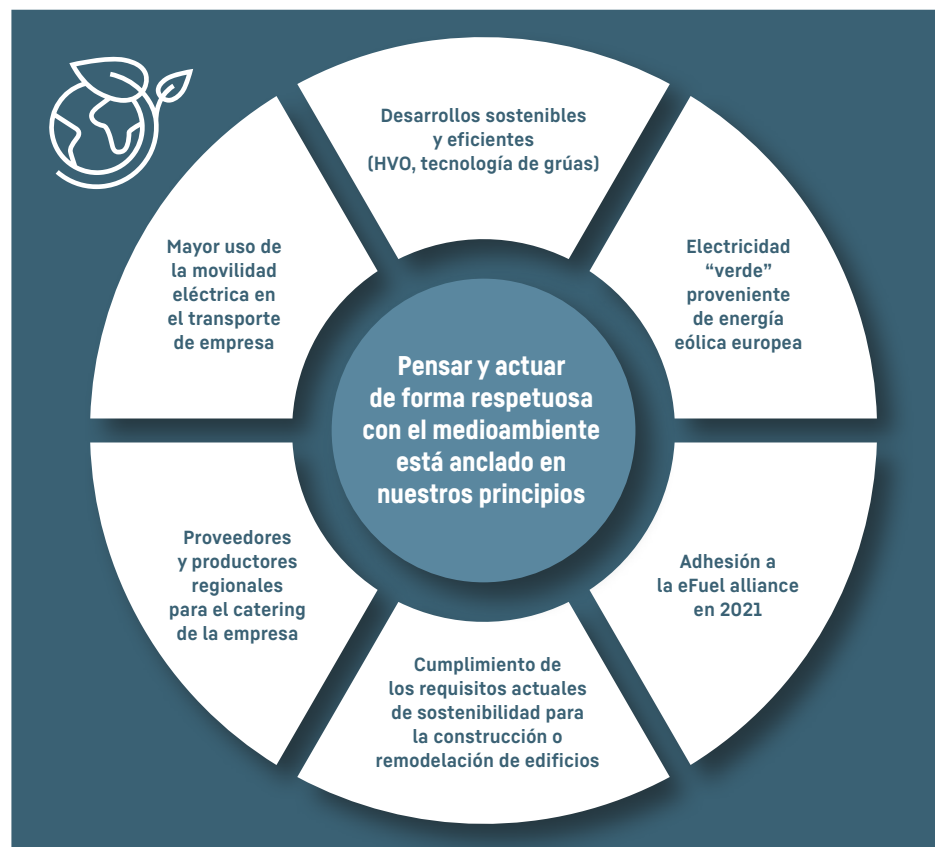 Desarrollos sostenibles
y eficientes
(HVO, tecnología de grúas)
Electricidad
“verde”
proveniente
de energía
eólica europea
Adhesión a
la eFuel alliance
en 2021
Cumplimiento de
los requisitos actuales
de sostenibilidad para
la construcción o
remodelación de edificios
Proveedores
y productores
regionales
para el catering
de la empresa
Mayor uso de
la movilidad
eléctrica en
el transporte
de empresa
Pensar y actuar
de forma respetuosa
con el medioambiente
está anclado en
nuestros principios